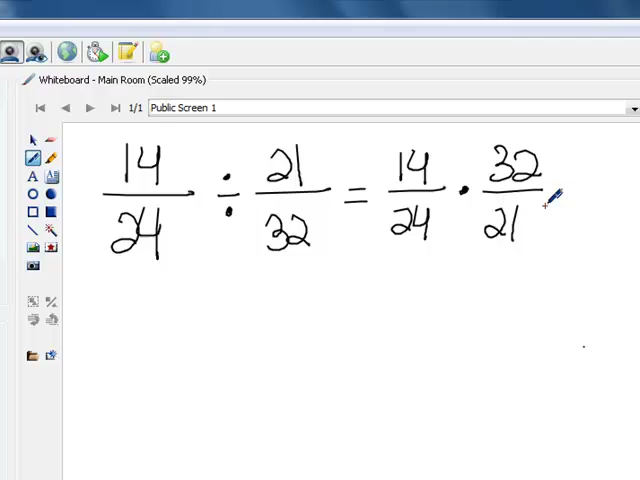 Whiteboard - Main Room (Scaled 99%)
1/1 Public Screen 1
14/24 ÷ 21/32 = 14/24 · 32/21